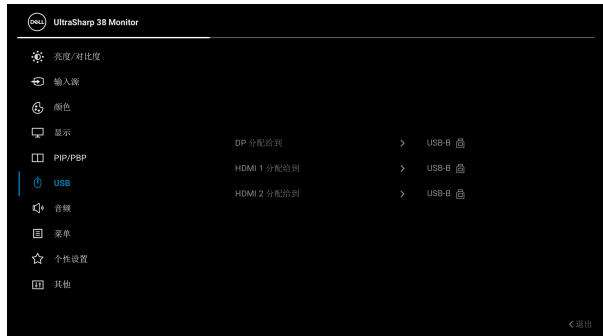 DELL UltraSharp 38 Monitor
亮度/对比度
输入源
颜色
显示
DP 分配给到 USB-B
PIP/PBP
HDMI 1 分配给到 USB-B
USB
HDMI 2 分配给到 USB-B
音频
菜单
个性设置
其他
退出